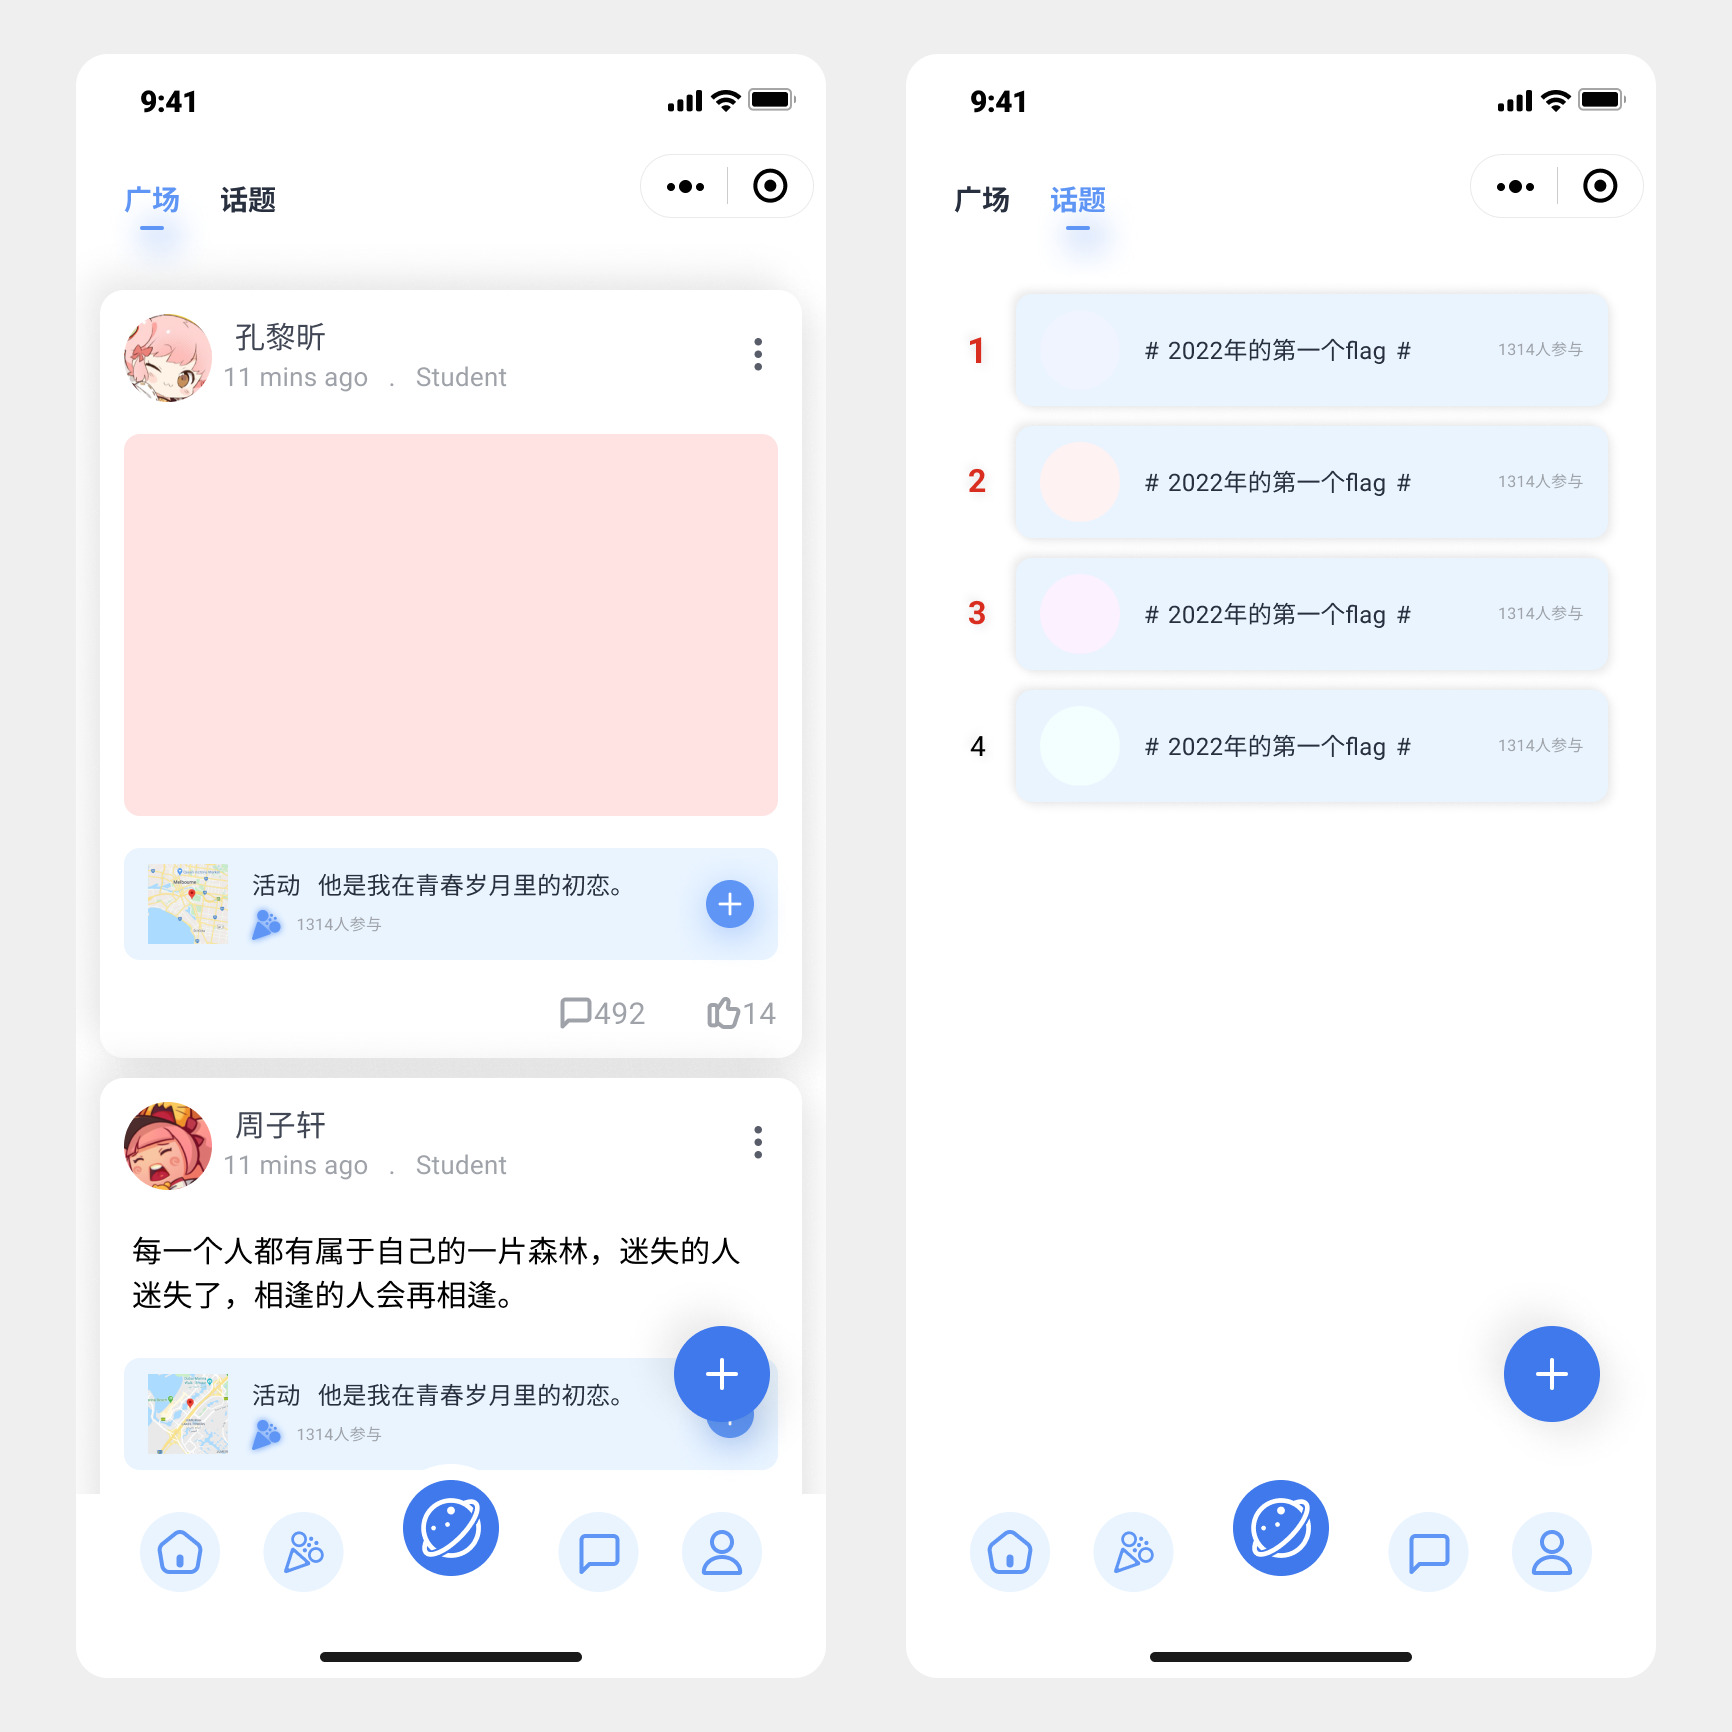 9:41
广场 话题
孔黎昕
11 mins ago . Student
活动 他是我在青春岁月里的初恋。
1314人参与
492 14
周子轩
11 mins ago . Student
每一个人都有属于自己的一片森林，迷失的人
迷失了，相逢的人会再相逢。
活动 他是我在青春岁月里的初恋。
1314人参与
9:41
广场 话题
1 # 2022年的第一个flag # 1314人参与
2 # 2022年的第一个flag # 1314人参与
3 # 2022年的第一个flag # 1314人参与
4 # 2022年的第一个flag # 1314人参与